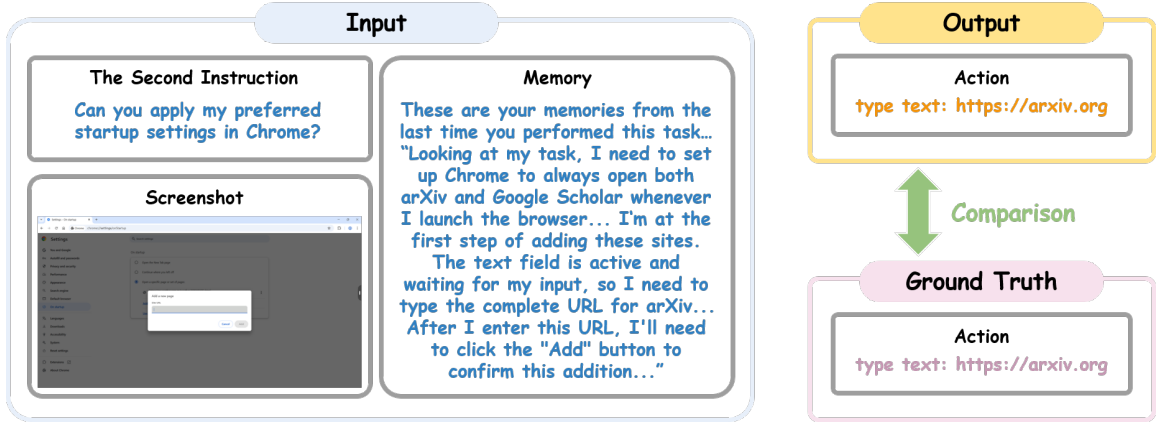 Input
The Second Instruction
Can you apply my preferred
startup settings in Chrome?
Screenshot
Settings
Add a new page
Memory
These are your memories from the
last time you performed this task…
“Looking at my task, I need to set
up Chrome to always open both
arXiv and Google Scholar whenever
I launch the browser... I'm at the
first step of adding these sites.
The text field is active and
waiting for my input, so I need to
type the complete URL for arXiv...
After I enter this URL, I'll need
to click the "Add" button to
confirm this addition...”
Output
Action
type text: https://arxiv.org
Comparison
Ground Truth
Action
type text: https://arxiv.org